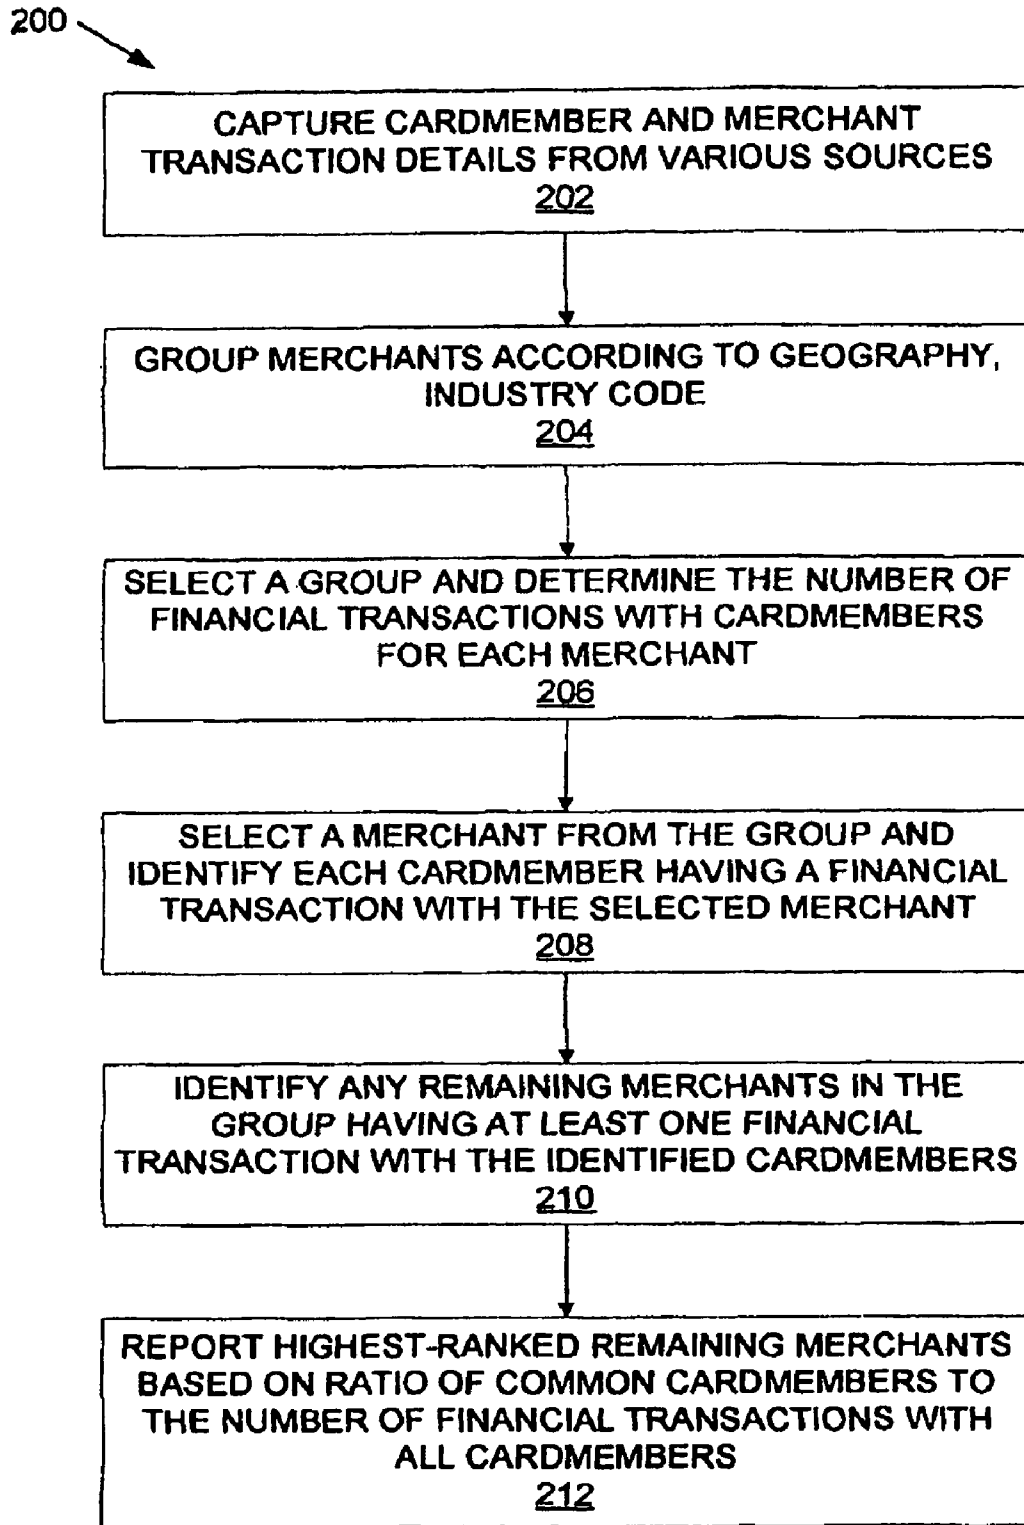 200
CAPTURE CARDMEMBER AND MERCHANT
TRANSACTION DETAILS FROM VARIOUS SOURCES
202
GROUP MERCHANTS ACCORDING TO GEOGRAPHY,
INDUSTRY CODE
204
SELECT A GROUP AND DETERMINE THE NUMBER OF
FINANCIAL TRANSACTIONS WITH CARDMEMBERS
FOR EACH MERCHANT
206
SELECT A MERCHANT FROM THE GROUP AND
IDENTIFY EACH CARDMEMBER HAVING A FINANCIAL
TRANSACTION WITH THE SELECTED MERCHANT
208
IDENTIFY ANY REMAINING MERCHANTS IN THE
GROUP HAVING AT LEAST ONE FINANCIAL
TRANSACTION WITH THE IDENTIFIED CARDMEMBERS
210
REPORT HIGHEST-RANKED REMAINING MERCHANTS
BASED ON RATIO OF COMMON CARDMEMBERS TO
THE NUMBER OF FINANCIAL TRANSACTIONS WITH
ALL CARDMEMBERS
212